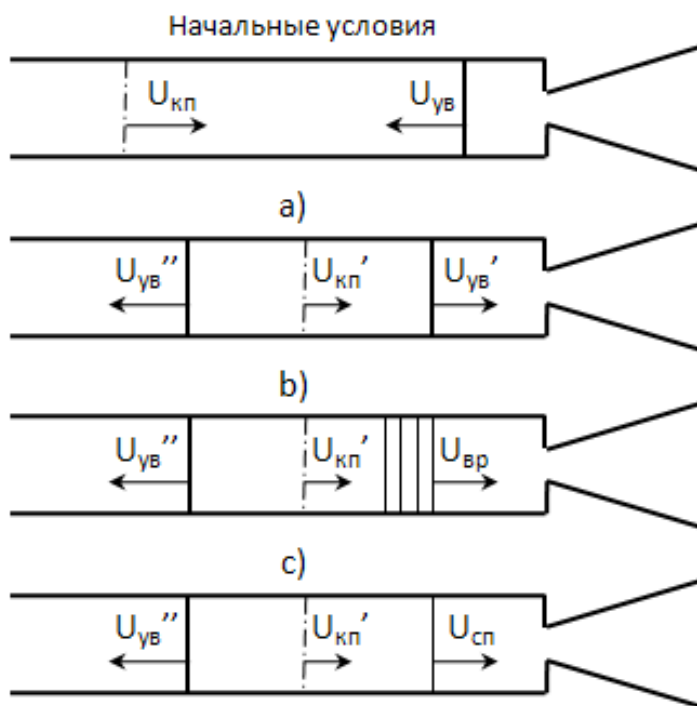 Начальные условия
Uкп Uув
a)
Uув'' Uкп' Uув'
b)
Uув'' Uкп' Uвр
c)
Uув'' Uкп' Uсп